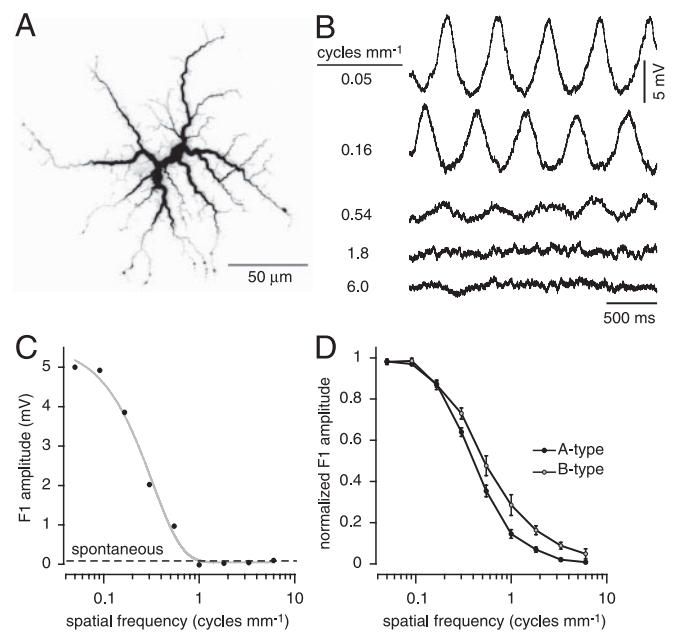 A
50 µm
B
cycles mm-1
0.05
0.16
0.54
1.8
6.0
5 mV
500 ms
C
F1 amplitude (mV)
5
4
3
2
1
0
spontaneous
0.1
1
10
spatial frequency (cycles mm-1)
D
normalized F1 amplitude
1
0.8
0.6
0.4
0.2
0
A-type
B-type
0.1
1
10
spatial frequency (cycles mm-1)